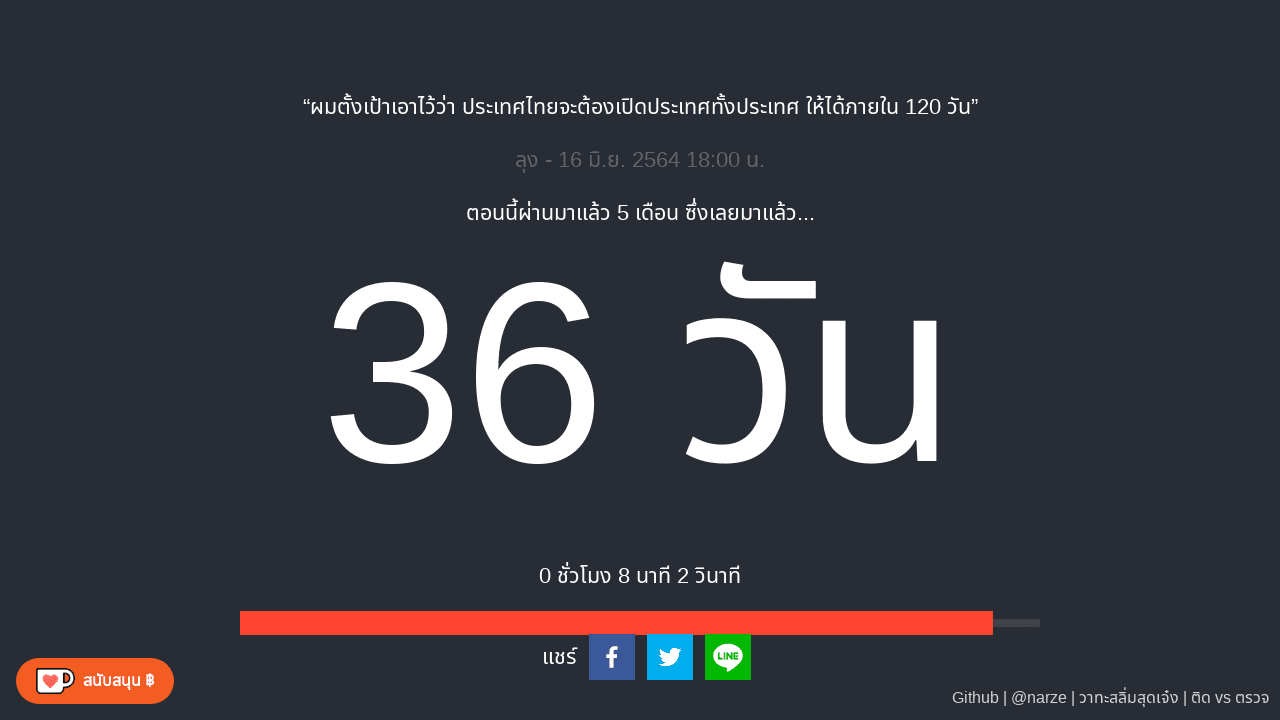 “ผมตั้งเป้าเอาไว้ว่า ประเทศไทยจะต้องเปิดประเทศทั้งประเทศ ให้ได้ภายใน 120 วัน”
ลุง - 16 มิ.ย. 2564 18:00 น.
ตอนนี้ผ่านมาแล้ว 5 เดือน ซึ่งเลยมาแล้ว...
36 วัน
0 ชั่วโมง 8 นาที 2 วินาที
แชร์
LINE
สนับสนุน ฿
Github | @narze | วาทะสลิ่มสุดเจ๋ง | ติด vs ตรวจ